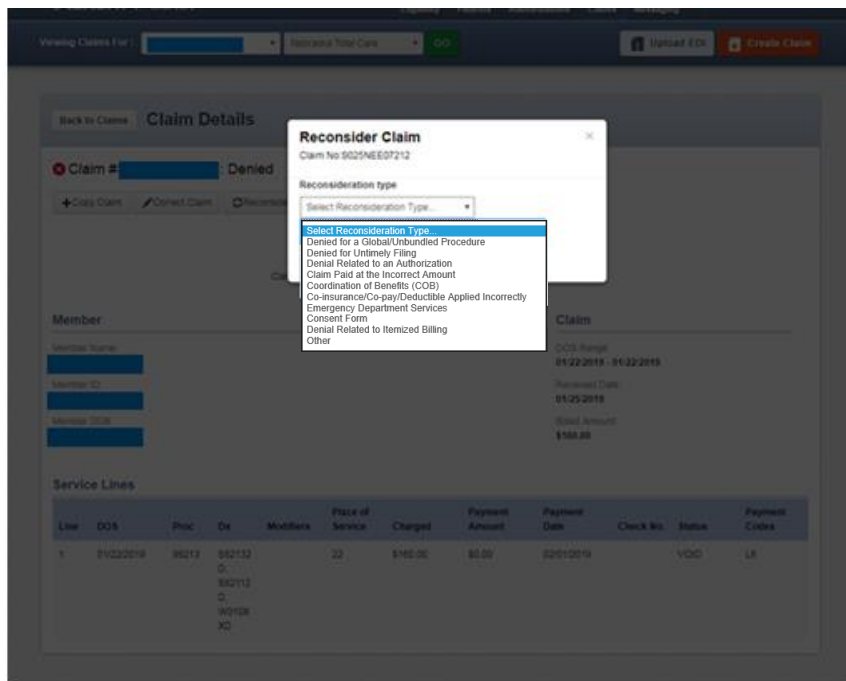 Viewing Claims For :
Nebraska Total Care
GO
Upload EDI
Create Claim
Back to Claims
Claim Details
Claim #
: Denied
Copy Claim
Correct Claim
Reconsider Claim
Claim No S025NEE07212
Reconsideration type
Select Reconsideration Type...
Select Reconsideration Type...
Denied for a Global/Unbundled Procedure
Denied for Untimely Filing
Denial Related to an Authorization
Claim Paid at the Incorrect Amount
Coordination of Benefits (COB)
Co-insurance/Co-pay/Deductible Applied Incorrectly
Emergency Department Services
Consent Form
Denial Related to Itemized Billing
Other
Member
Member Name
Member ID
Member DOB
Claim
DOS Range
01/22/2019 - 01/22/2019
Received Date
01/25/2019
Billed Amount
$160.00
Service Lines
Line DOS Proc Dx Modifiers Place of Service Charged Payment Amount Payment Date Check No. Status Payment Codes
1 01/22/2019 99213 22 $160.00 $0.00 02/01/2019 VOID